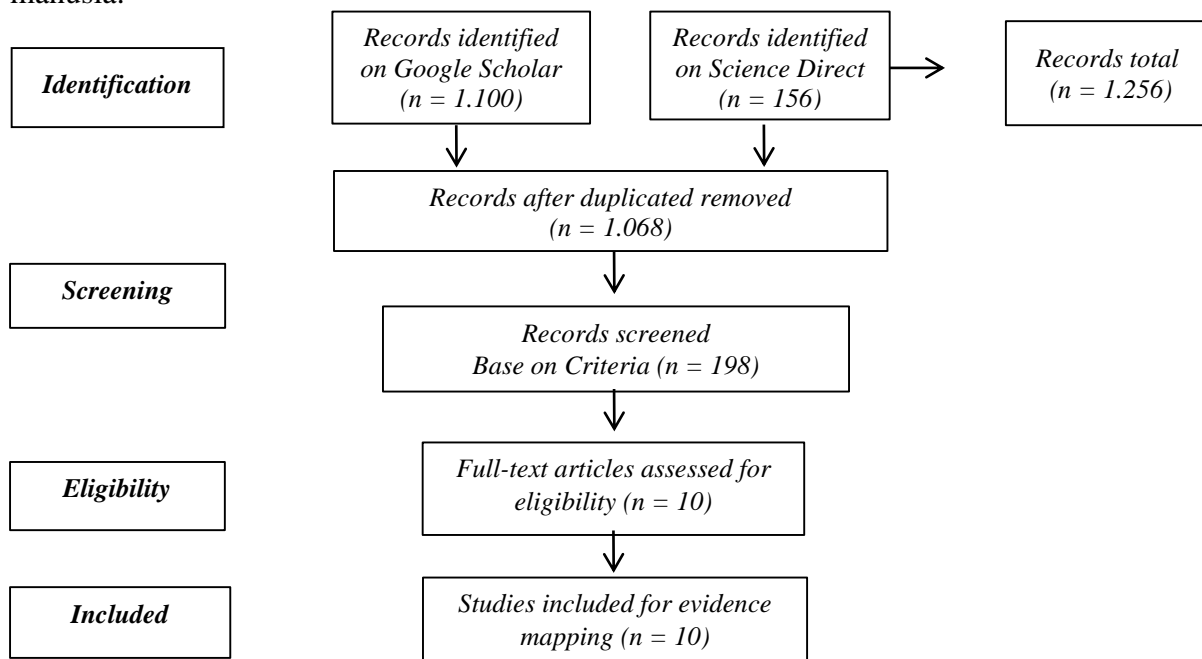 Identification
Records identified
on Google Scholar
(n = 1.100)
Records identified
on Science Direct
(n = 156)
Records total
(n = 1.256)
Records after duplicated removed
(n = 1.068)
Screening
Records screened
Base on Criteria (n = 198)
Eligibility
Full-text articles assessed for
eligibility (n = 10)
Included
Studies included for evidence
mapping (n = 10)